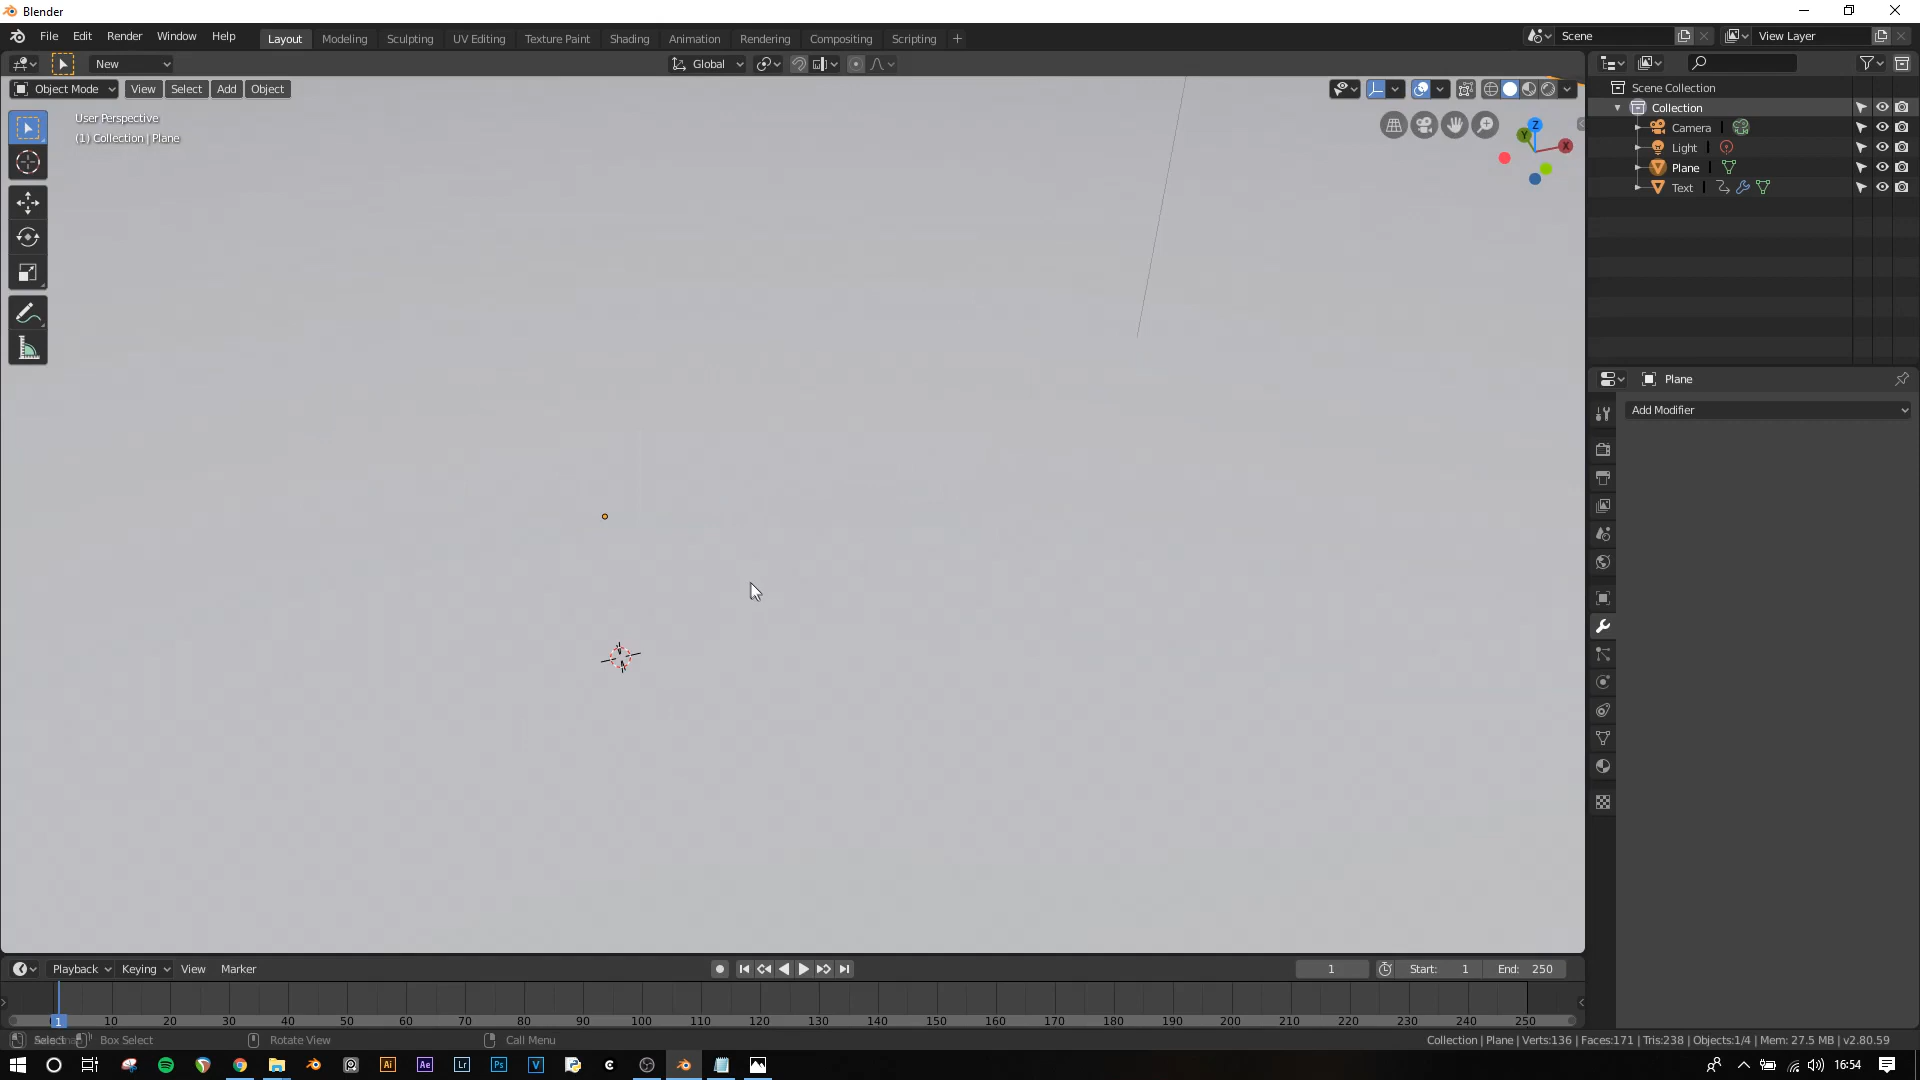 Blender
File Edit Render Window Help Layout Modeling Sculpting UV Editing Texture Paint Shading Animation Rendering Compositing Scripting + Scene View Layer
New Global
Object Mode View Select Add Object
User Perspective
(1) Collection | Plane
Z
Y
X
Scene Collection
Collection
Camera
Light
Plane
Text
Plane
Add Modifier
Playback Keying View Marker 1 Start: 1 End: 250
1 10 20 30 40 50 60 70 80 90 100 110 120 130 140 150 160 170 180 190 200 210 220 230 240 250
Box Select Rotate View Call Menu Collection | Plane | Verts:136 | Faces:171 | Tris:238 | Objects:1/4 | Mem: 27.5 MB | v2.80.59
Ai Ae Lr Ps V 16:54